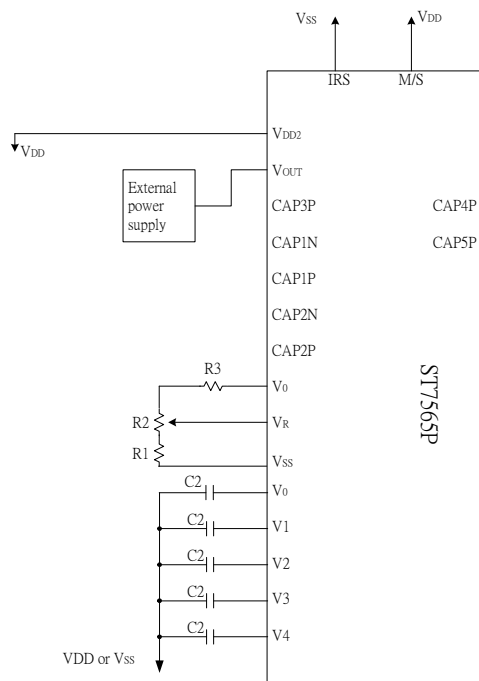 VSS VDD
IRS M/S
VDD2
VDD
VOUT
External
power
supply
CAP3P CAP4P
CAP1N CAP5P
CAP1P
CAP2N
CAP2P
R3
V0
R2
VR
R1
VSS
C2
V0
C2
V1
C2
V2
C2
V3
C2
V4
VDD or VSS
ST7565P